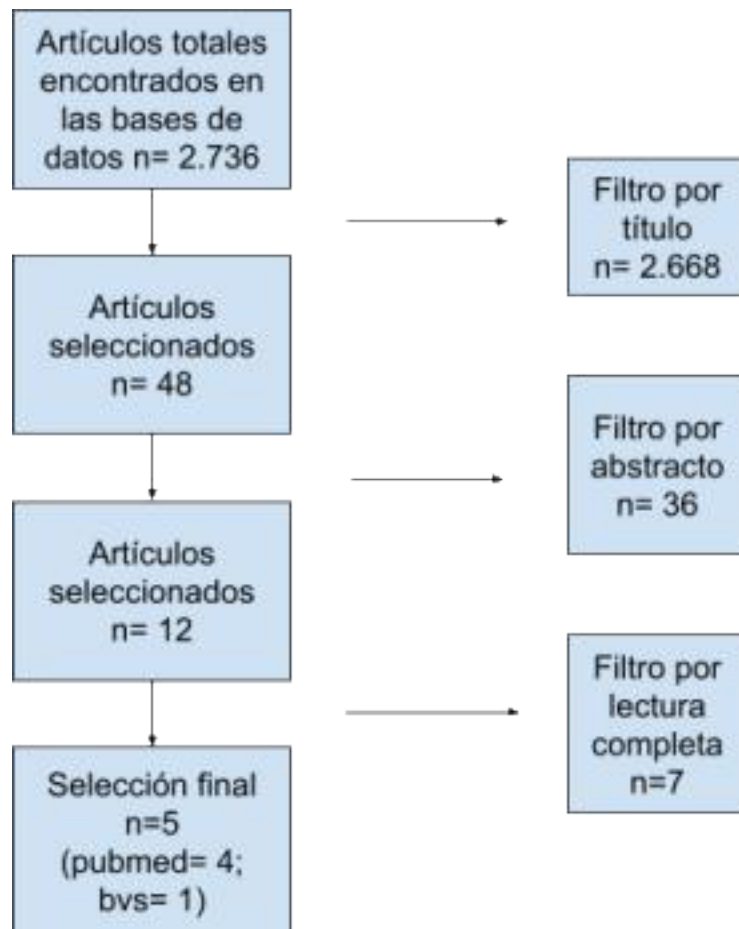 Artículos totales
encontrados en
las bases de
datos n= 2.736
Filtro por
título
n= 2.668
Artículos
seleccionados
n= 48
Filtro por
abstracto
n= 36
Artículos
seleccionados
n= 12
Filtro por
lectura
completa
n=7
Selección final
n=5
(pubmed= 4;
bvs= 1)